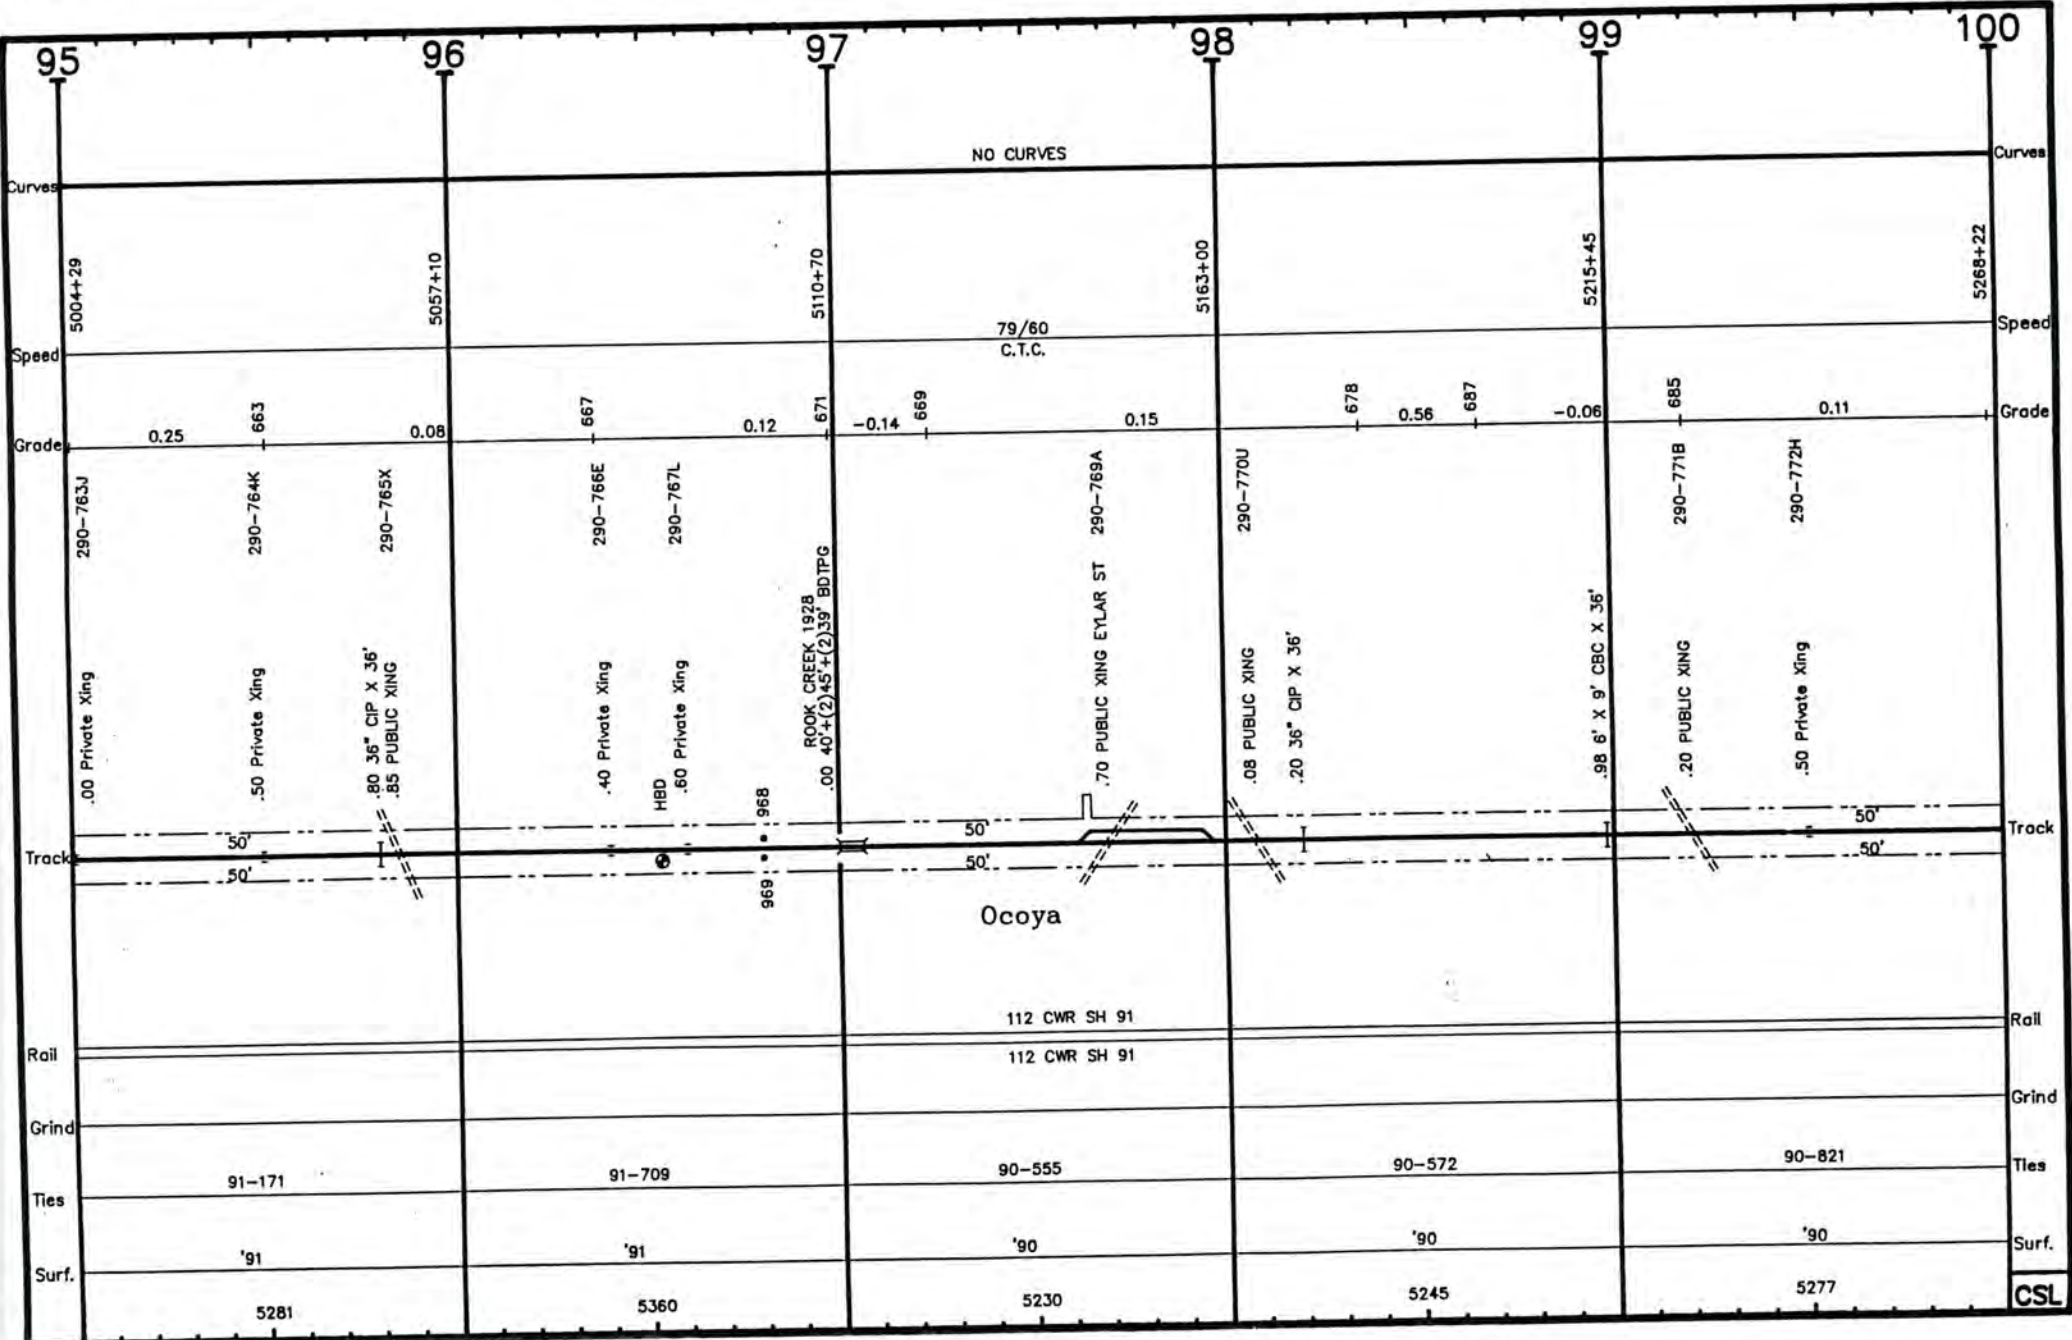 95 96 97 98 99 100
NO CURVES
Curves Curves
5004+29 5057+10 5110+70 5163+00 5215+45 5268+22
79/60
Speed Speed
C.T.C.
663 667 671 669 678 687 685
Grade 0.25 0.08 0.12 -0.14 0.15 0.56 -0.06 0.11 Grade
290-763J 290-764K 290-765X 290-766E 290-767L 290-769A 290-770U 290-771B 290-772H
.00 Private Xing
.50 Private Xing
.80 36" CIP X 36'
.85 PUBLIC XING
.40 Private Xing
HBD
.60 Private Xing
968
ROOK CREEK 1928
.00 40'+(2)45'+(2)39' BDTPG
.70 PUBLIC XING EYLAR ST
.08 PUBLIC XING
.20 36" CIP X 36'
.98 6' X 9' CBC X 36'
.20 PUBLIC XING
.50 Private Xing
50' 50' 50'
Track Track
50' 50' 50'
969
Ocoya
112 CWR SH 91
Rail Rail
112 CWR SH 91
Grind Grind
91-171 91-709 90-555 90-572 90-821
Ties Ties
'91 '91 '90 '90 '90
Surf. Surf.
5281 5360 5230 5245 5277
CSL